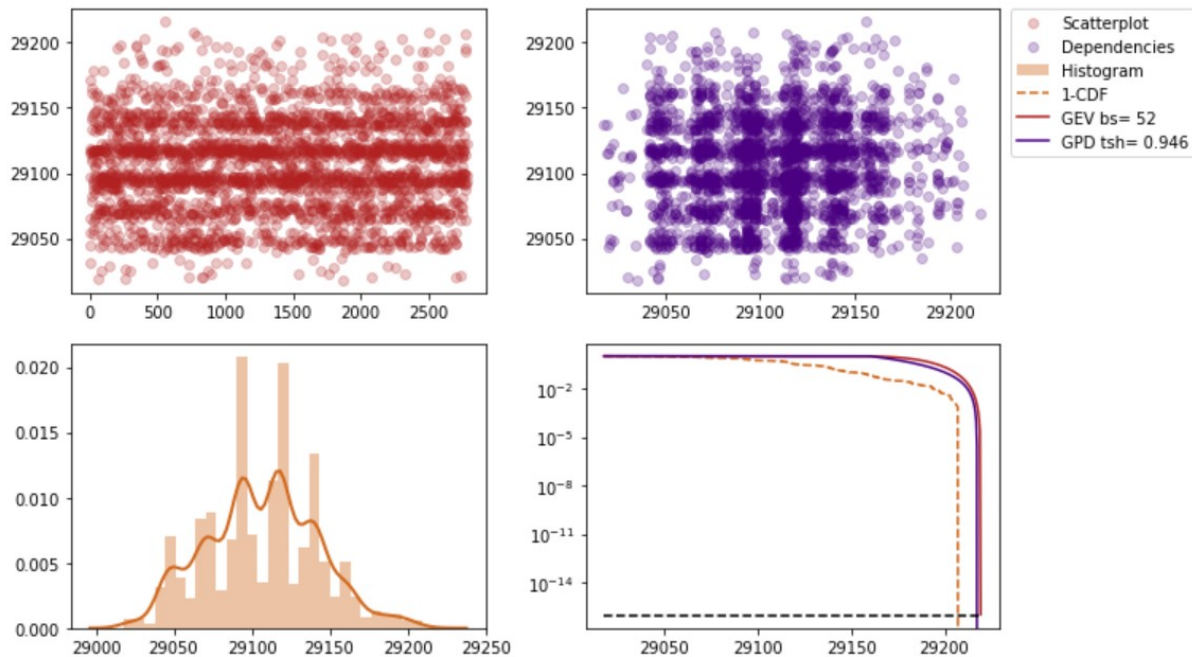 29200
29150
29100
29050
0 500 1000 1500 2000 2500
29200
29150
29100
29050
29050 29100 29150 29200
Scatterplot
Dependencies
Histogram
1-CDF
GEV bs= 52
GPD tsh= 0.946
0.020
0.015
0.010
0.005
0.000
29000 29050 29100 29150 29200 29250
10⁻²
10⁻⁵
10⁻⁸
10⁻¹¹
10⁻¹⁴
29050 29100 29150 29200